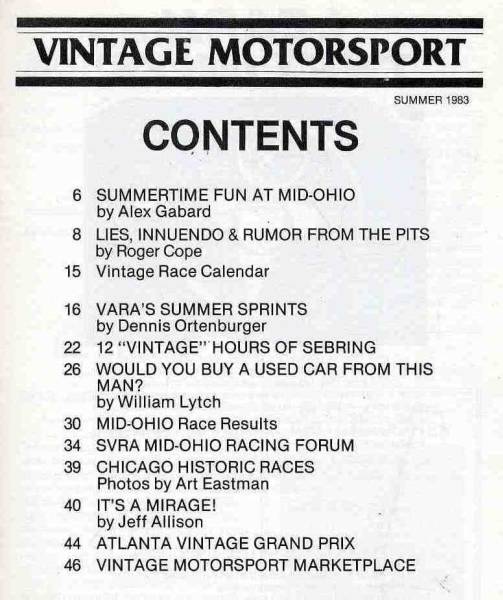 VINTAGE MOTORSPORT
SUMMER 1983
CONTENTS
6 SUMMERTIME FUN AT MID-OHIO
by Alex Gabard
8 LIES, INNUENDO & RUMOR FROM THE PITS
by Roger Cope
15 Vintage Race Calendar
16 VARA'S SUMMER SPRINTS
by Dennis Ortenburger
22 12 "VINTAGE" HOURS OF SEBRING
26 WOULD YOU BUY A USED CAR FROM THIS
MAN?
by William Lytch
30 MID-OHIO Race Results
34 SVRA MID-OHIO RACING FORUM
39 CHICAGO HISTORIC RACES
Photos by Art Eastman
40 IT'S A MIRAGE!
by Jeff Allison
44 ATLANTA VINTAGE GRAND PRIX
46 VINTAGE MOTORSPORT MARKETPLACE